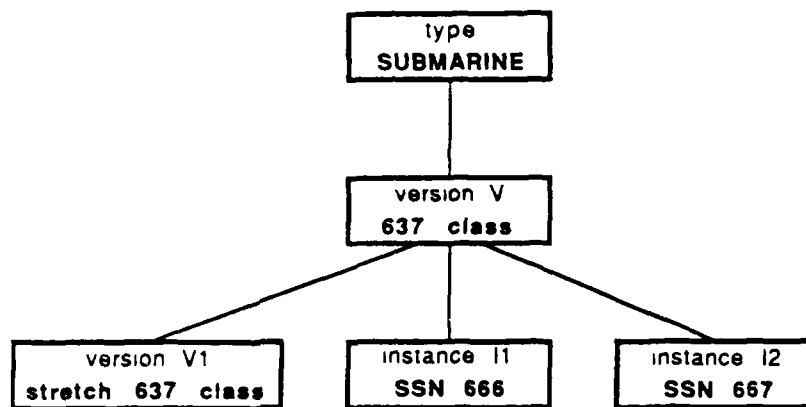 type
SUBMARINE
version V
637 class
version V1
stretch 637 class
instance I1
SSN 666
instance I2
SSN 667